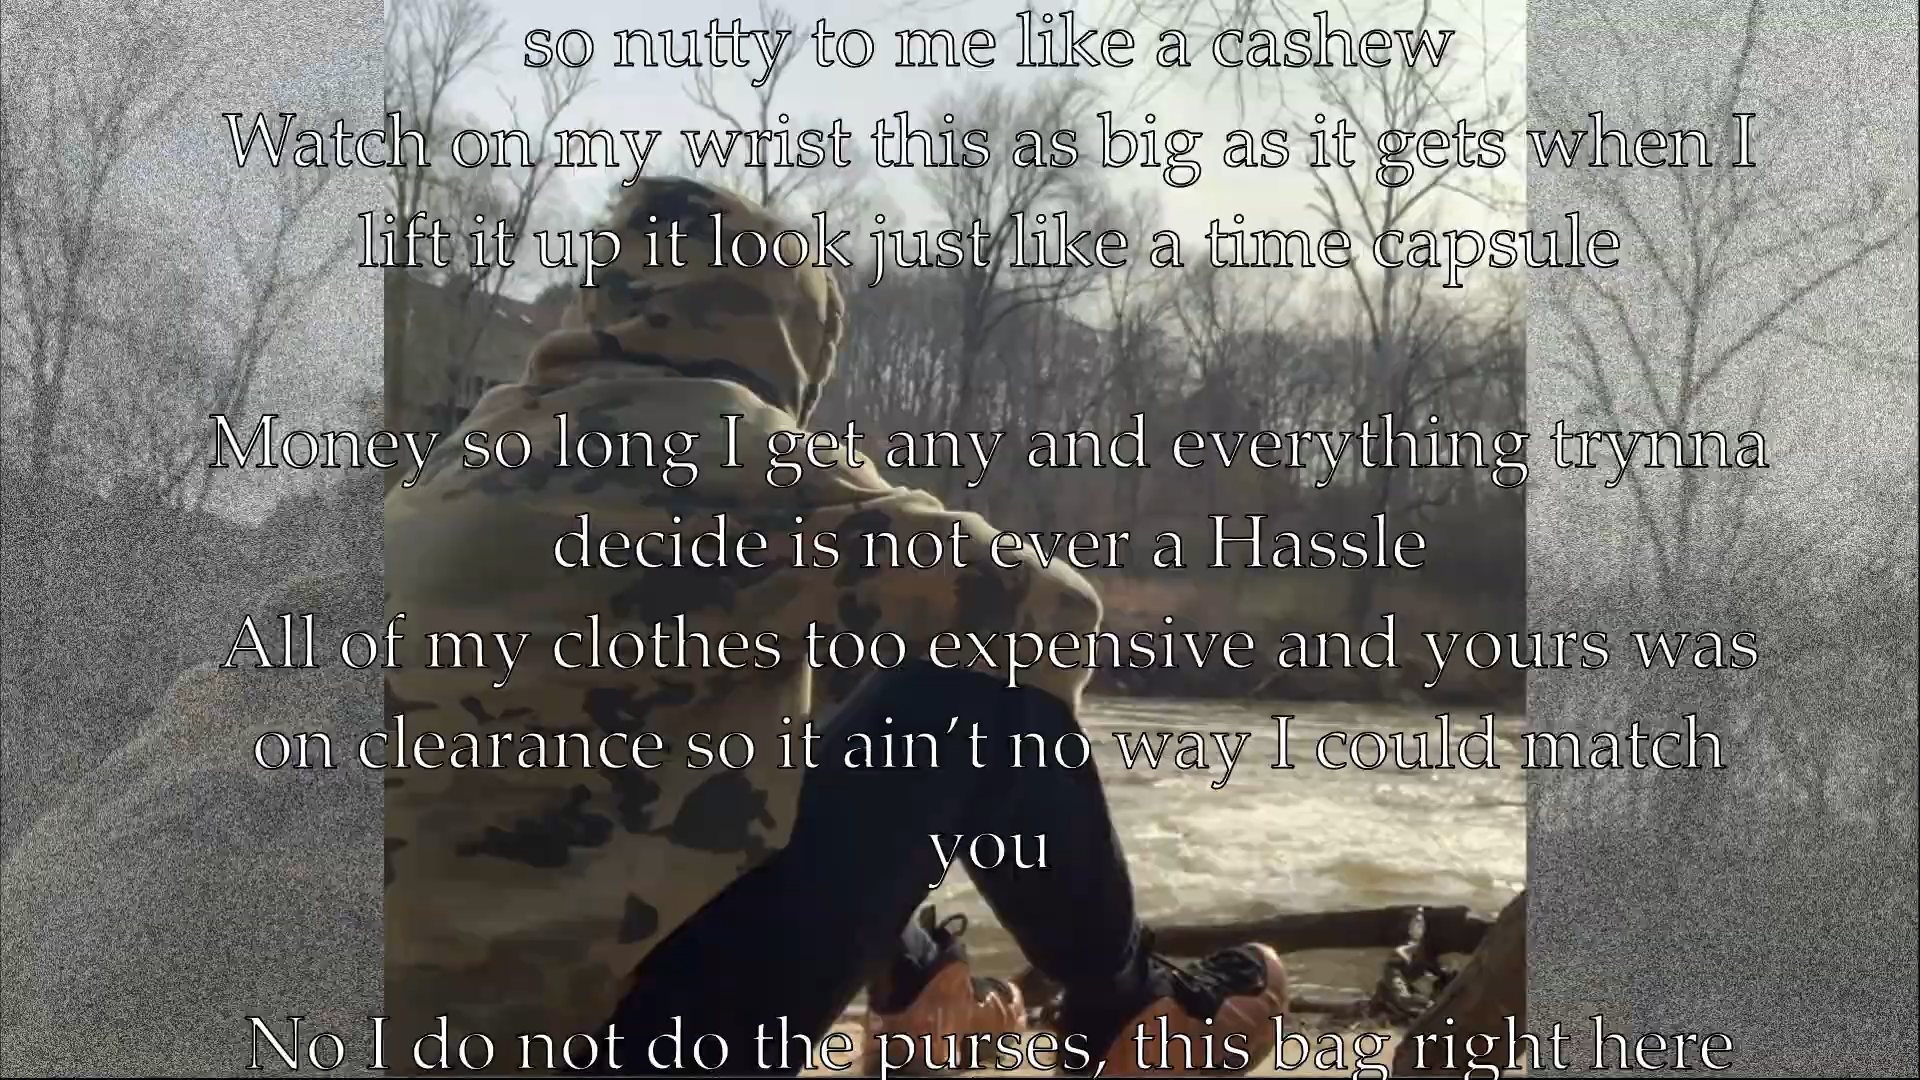 so nutty to me like a cashew
Watch on my wrist this as big as it gets when I
lift it up it look just like a time capsule
Money so long I get any and everything trynna
decide is not ever a Hassle
All of my clothes too expensive and yours was
on clearance so it ain’t no way I could match
you
No I do not do the purses, this bag right here